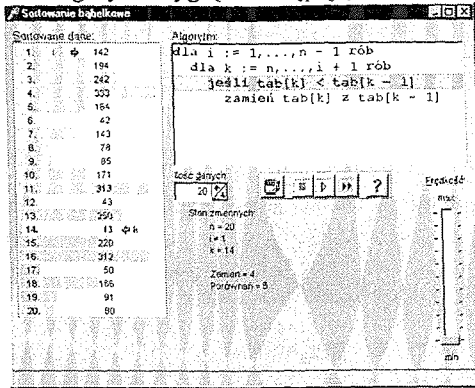 Sortowanie bąbelkowe
Sortowane dane:
1. i 142
2. 194
3. 242
4. 333
5. 164
6. 42
7. 143
8. 78
9. 85
10. 171
11. 313
12. 43
13. 250
14. 13 k
15. 220
16. 312
17. 50
18. 186
19. 91
20. 80
Algorytm:
dla i := 1,...,n - 1 rób
dla k := n,...,i + 1 rób
jeśli tab[k] < tab[k - 1]
zamień tab[k] z tab[k - 1]
Ilość danych:
20
?
Stan zmiennych:
n = 20
i = 1
k = 14
Zamian = 4
Porównań = 6
Prędkość:
max
min